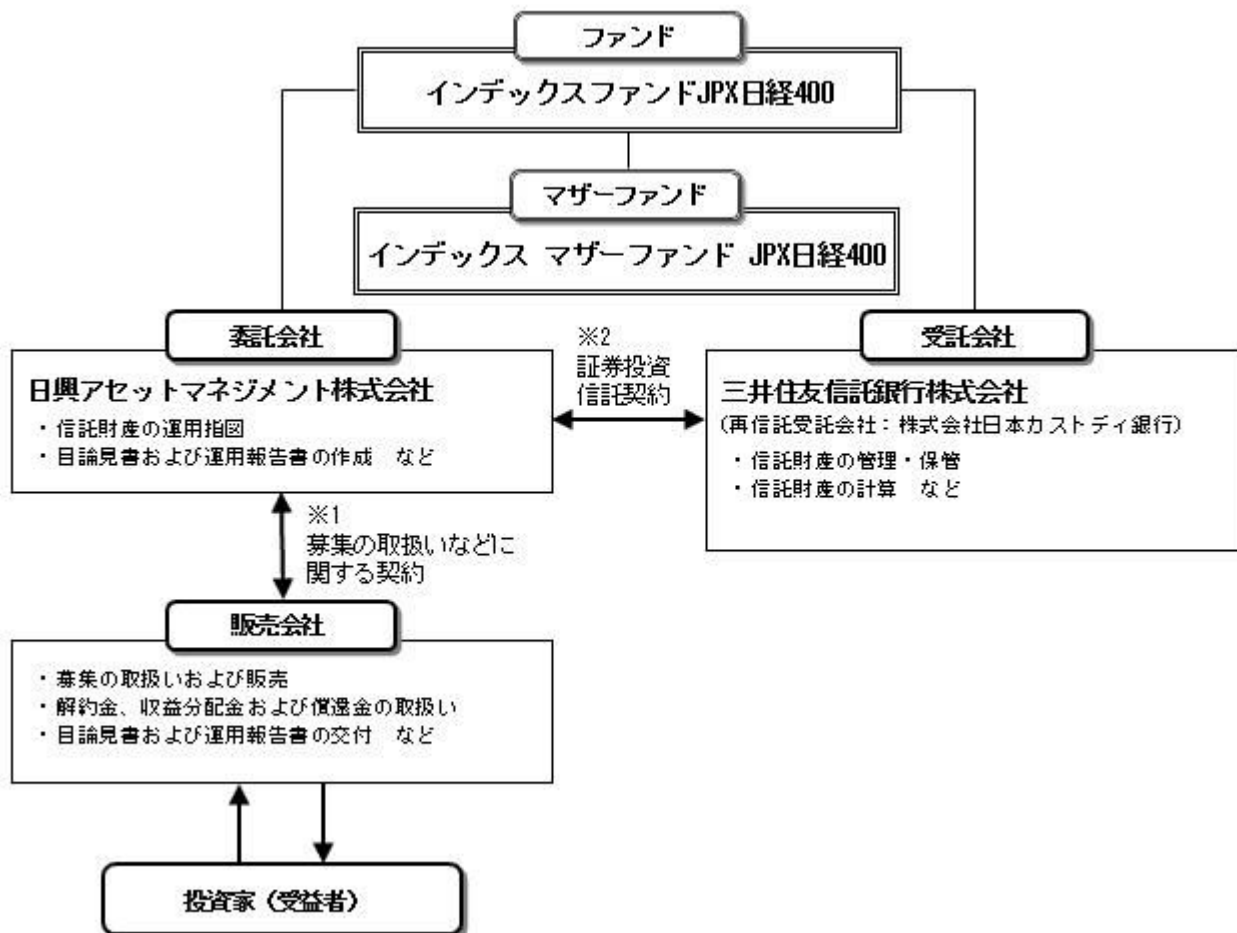 ファンド
インデックスファンドJPX日経400
マザーファンド
インデックス マザーファンド JPX日経400
委託会社
日興アセットマネジメント株式会社
・信託財産の運用指図
・目論見書および運用報告書の作成　など
※2
証券投資
信託契約
受託会社
三井住友信託銀行株式会社
(再信託受託会社：株式会社日本カストディ銀行)
・信託財産の管理・保管
・信託財産の計算　など
※1
募集の取扱いなどに
関する契約
販売会社
・募集の取扱いおよび販売
・解約金、収益分配金および償還金の取扱い
・目論見書および運用報告書の交付　など
投資家（受益者）